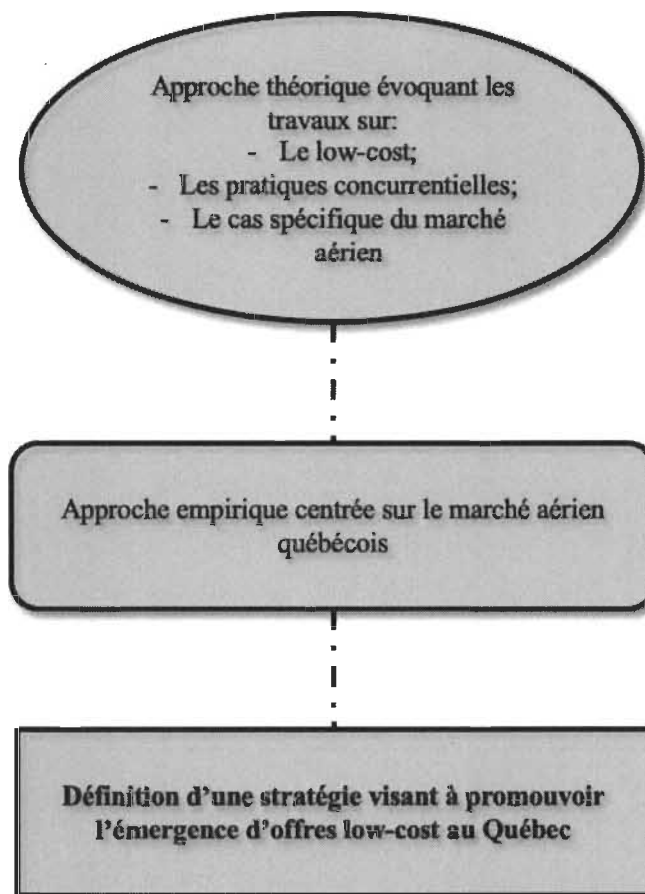 Approche théorique évoquant les
travaux sur:
- Le low-cost;
- Les pratiques concurrentielles;
- Le cas spécifique du marché
aérien
Approche empirique centrée sur le marché aérien
québécois
Définition d'une stratégie visant à promouvoir
l'émergence d'offres low-cost au Québec